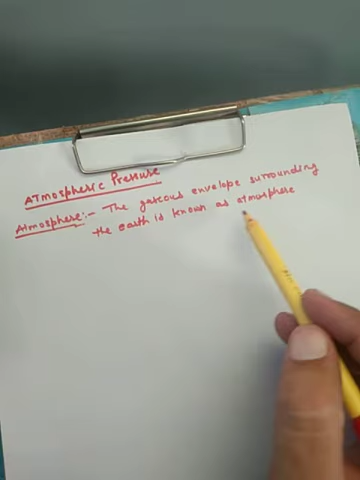 ATmospheric Pressure
Atmosphere:- The gaseous envelope surrounding
the earth is known as atmosphere